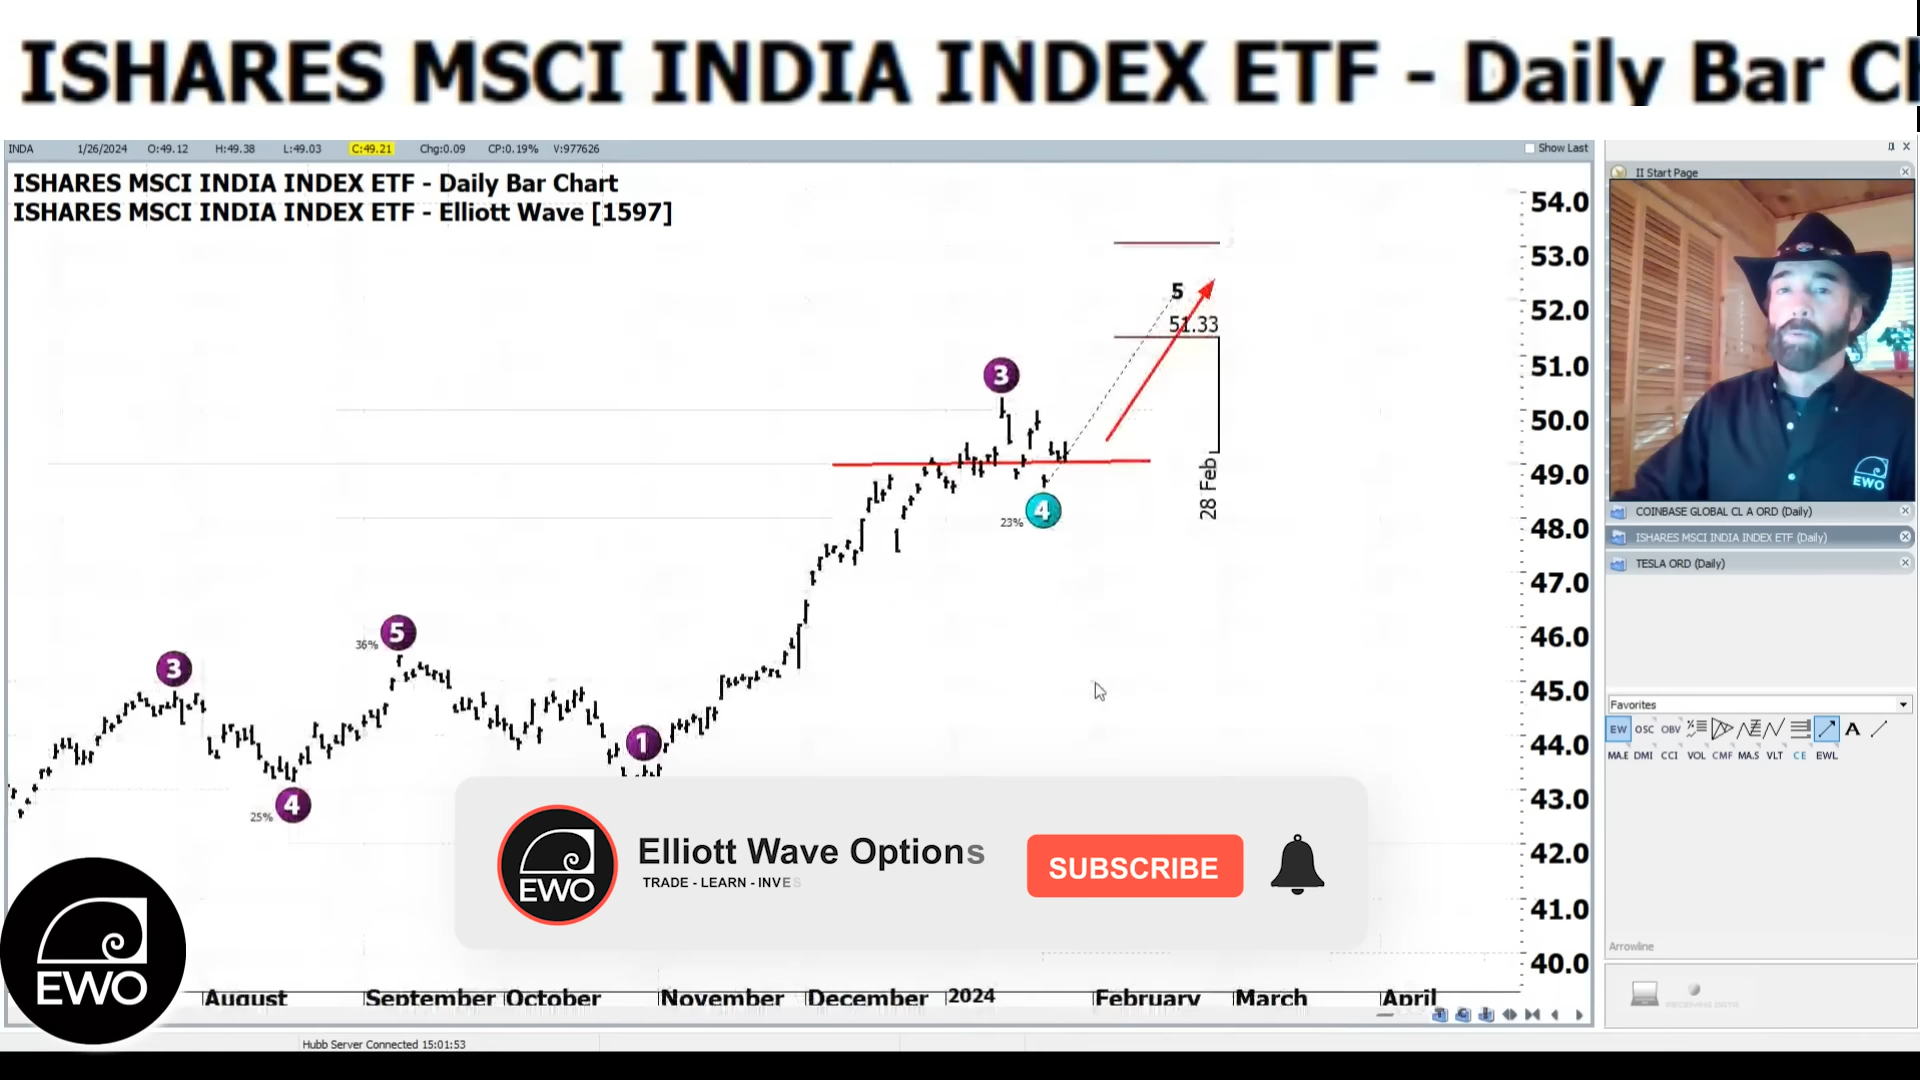 ISHARES MSCI INDIA INDEX ETF - Daily Bar Ch
INDA 1/26/2024 O:49.12 H:49.38 L:49.03 C:49.21 Chg:0.09 CP:0.19% V:977626 Show Last
ISHARES MSCI INDIA INDEX ETF - Daily Bar Chart
ISHARES MSCI INDIA INDEX ETF - Elliott Wave [1597]
II Start Page
54.0
53.0
52.0
51.0
50.0
49.0
48.0
47.0
46.0
45.0
44.0
43.0
42.0
41.0
40.0
5
51.33
3
28 Feb
4
23%
5
36%
3
1
4
25%
EWO
COINBASE GLOBAL CL A ORD (Daily)
ISHARES MSCI INDIA INDEX ETF (Daily)
TESLA ORD (Daily)
Favorites
EW OSC OBV A
MA.E DMI CCI VOL CMF MA.S VLT CE EWL
Elliott Wave Options
TRADE - LEARN - INVES
EWO
SUBSCRIBE
EWO
Arrowline
RECEIVING DATA
August September October November December 2024 February March April
Hubb Server Connected 15:01:53